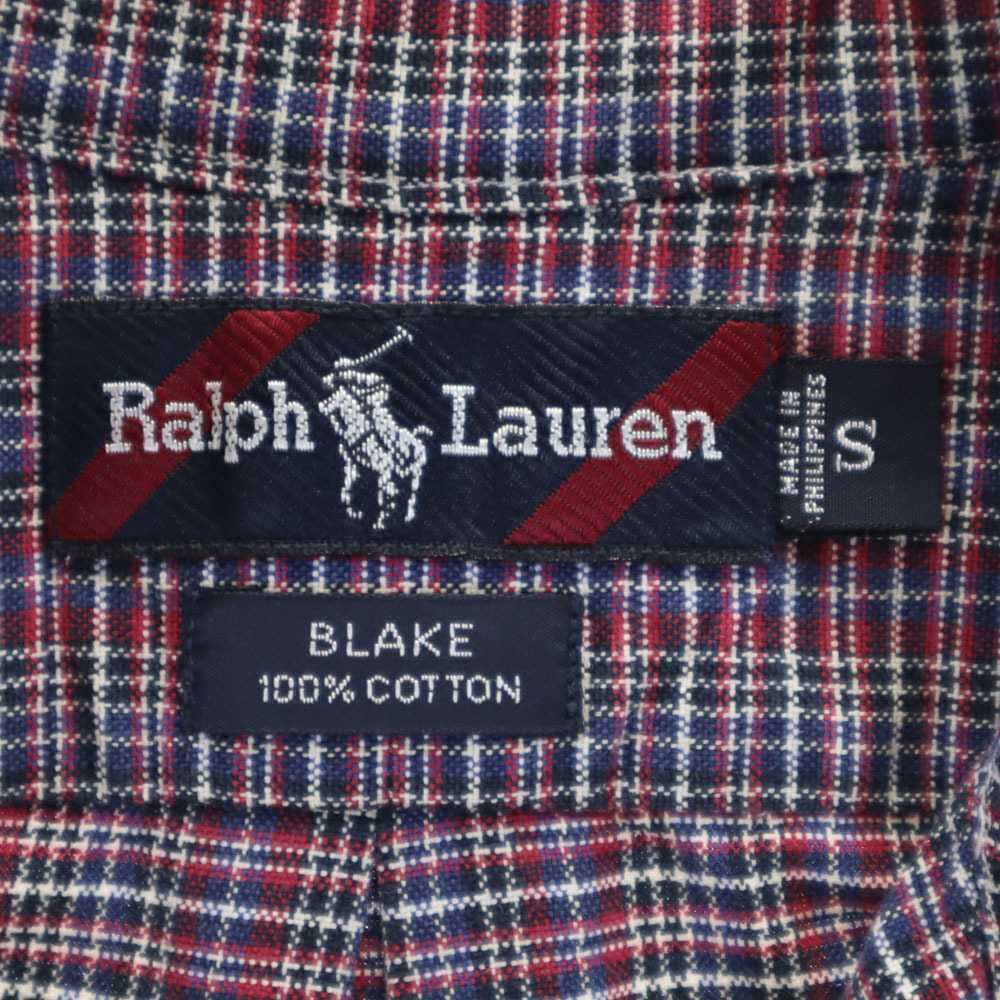 Ralph Lauren
MADE IN
PHILIPPINES
S
BLAKE
100% COTTON